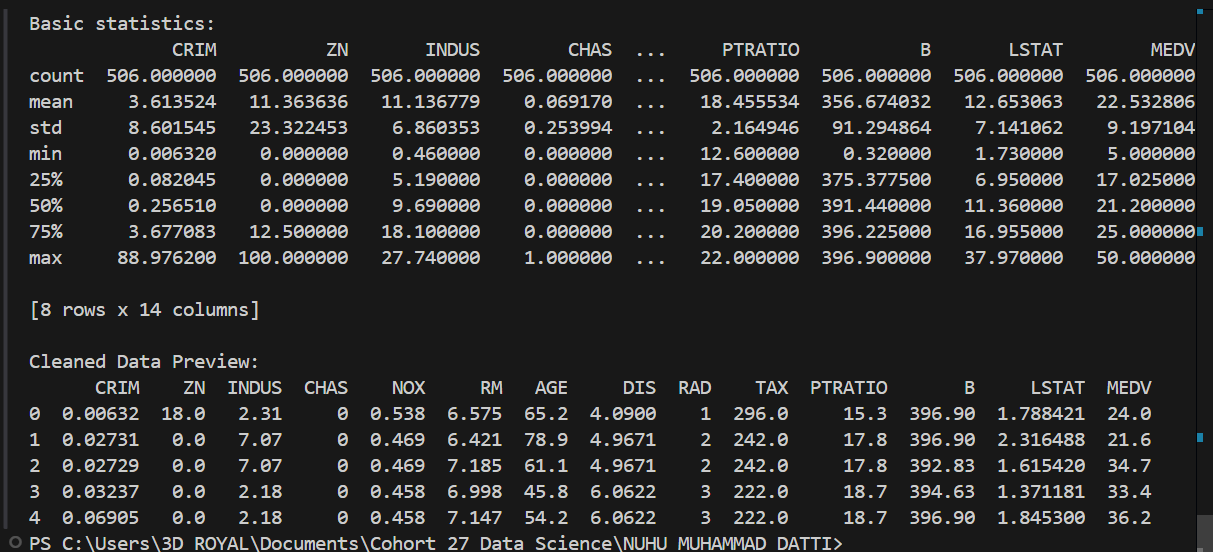 Basic statistics:
CRIM ZN INDUS CHAS ... PTRATIO B LSTAT MEDV
count 506.000000 506.000000 506.000000 506.000000 ... 506.000000 506.000000 506.000000 506.000000
mean 3.613524 11.363636 11.136779 0.069170 ... 18.455534 356.674032 12.653063 22.532806
std 8.601545 23.322453 6.860353 0.253994 ... 2.164946 91.294864 7.141062 9.197104
min 0.006320 0.000000 0.460000 0.000000 ... 12.600000 0.320000 1.730000 5.000000
25% 0.082045 0.000000 5.190000 0.000000 ... 17.400000 375.377500 6.950000 17.025000
50% 0.256510 0.000000 9.690000 0.000000 ... 19.050000 391.440000 11.360000 21.200000
75% 3.677083 12.500000 18.100000 0.000000 ... 20.200000 396.225000 16.955000 25.000000
max 88.976200 100.000000 27.740000 1.000000 ... 22.000000 396.900000 37.970000 50.000000
[8 rows x 14 columns]
Cleaned Data Preview:
CRIM ZN INDUS CHAS NOX RM AGE DIS RAD TAX PTRATIO B LSTAT MEDV
0 0.00632 18.0 2.31 0 0.538 6.575 65.2 4.0900 1 296.0 15.3 396.90 1.788421 24.0
1 0.02731 0.0 7.07 0 0.469 6.421 78.9 4.9671 2 242.0 17.8 396.90 2.316488 21.6
2 0.02729 0.0 7.07 0 0.469 7.185 61.1 4.9671 2 242.0 17.8 392.83 1.615420 34.7
3 0.03237 0.0 2.18 0 0.458 6.998 45.8 6.0622 3 222.0 18.7 394.63 1.371181 33.4
4 0.06905 0.0 2.18 0 0.458 7.147 54.2 6.0622 3 222.0 18.7 396.90 1.845300 36.2
PS C:\Users\3D ROYAL\Documents\Cohort 27 Data Science\NUHU MUHAMMAD DATTI>